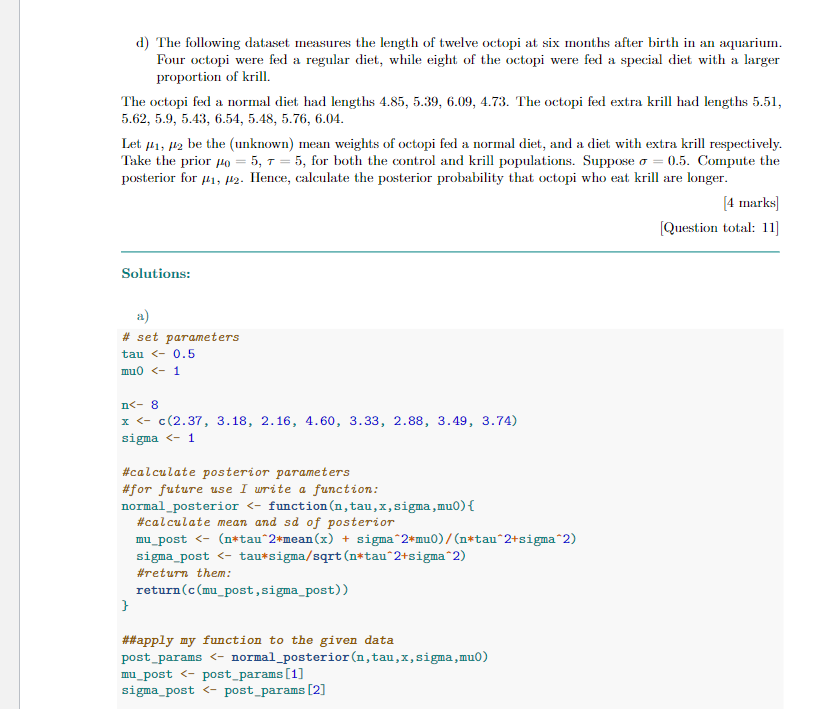 d) The following dataset measures the length of twelve octopi at six months after birth in an aquarium.
Four octopi were fed a regular diet, while eight of the octopi were fed a special diet with a larger
proportion of krill.
The octopi fed a normal diet had lengths 4.85, 5.39, 6.09, 4.73. The octopi fed extra krill had lengths 5.51,
5.62, 5.9, 5.43, 6.54, 5.48, 5.76, 6.04.
Let μ₁, μ₂ be the (unknown) mean weights of octopi fed a normal diet, and a diet with extra krill respectively.
Take the prior μ₀ = 5, τ = 5, for both the control and krill populations. Suppose σ = 0.5. Compute the
posterior for μ₁, μ₂. Hence, calculate the posterior probability that octopi who eat krill are longer.
[4 marks]
[Question total: 11]
Solutions:
a)
# set parameters
tau <- 0.5
mu0 <- 1
n<- 8
x <- c(2.37, 3.18, 2.16, 4.60, 3.33, 2.88, 3.49, 3.74)
sigma <- 1
#calculate posterior parameters
#for future use I write a function:
normal_posterior <- function(n,tau,x,sigma,mu0){
#calculate mean and sd of posterior
mu_post <- (n*tau^2*mean(x) + sigma^2*mu0)/(n*tau^2+sigma^2)
sigma_post <- tau*sigma/sqrt(n*tau^2+sigma^2)
#return them:
return(c(mu_post,sigma_post))
}
##apply my function to the given data
post_params <- normal_posterior(n,tau,x,sigma,mu0)
mu_post <- post_params[1]
sigma_post <- post_params[2]